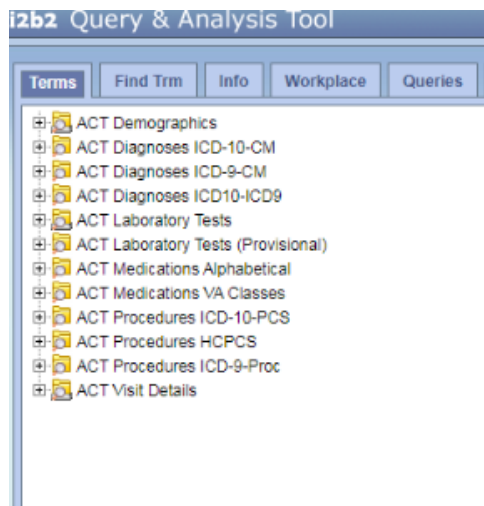 i2b2 Query & Analysis Tool
Terms Find Trm Info Workplace Queries
ACT Demographics
ACT Diagnoses ICD-10-CM
ACT Diagnoses ICD-9-CM
ACT Diagnoses ICD10-ICD9
ACT Laboratory Tests
ACT Laboratory Tests (Provisional)
ACT Medications Alphabetical
ACT Medications VA Classes
ACT Procedures ICD-10-PCS
ACT Procedures HCPCS
ACT Procedures ICD-9-Proc
ACT Visit Details